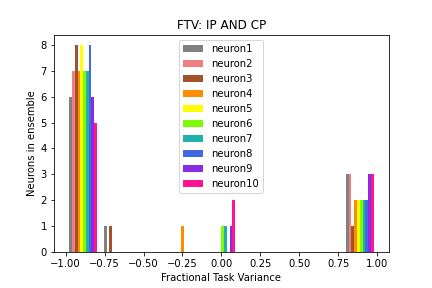 FTV: IP AND CP
Neurons in ensemble
8
7
6
5
4
3
2
1
0
neuron1
neuron2
neuron3
neuron4
neuron5
neuron6
neuron7
neuron8
neuron9
neuron10
−1.00 −0.75 −0.50 −0.25 0.00 0.25 0.50 0.75 1.00
Fractional Task Variance